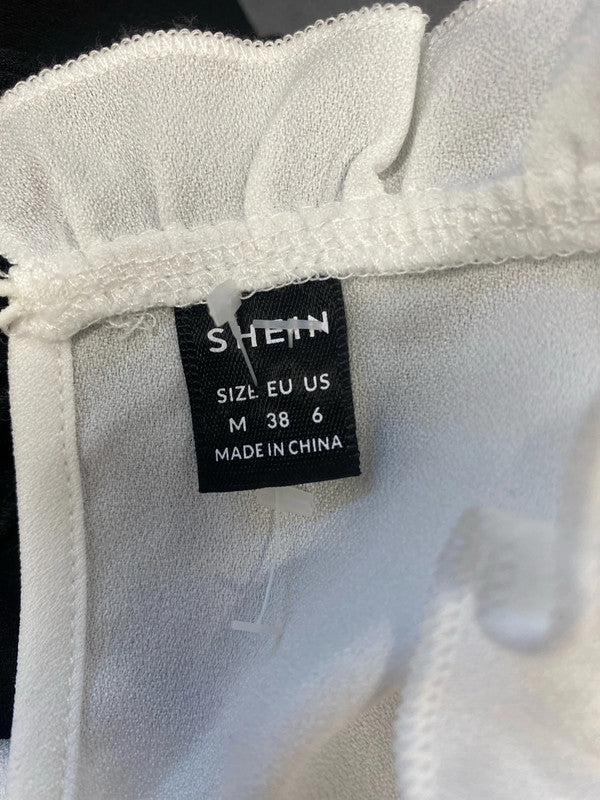 SHEIN
SIZE EU US
M 38 6
MADE IN CHINA